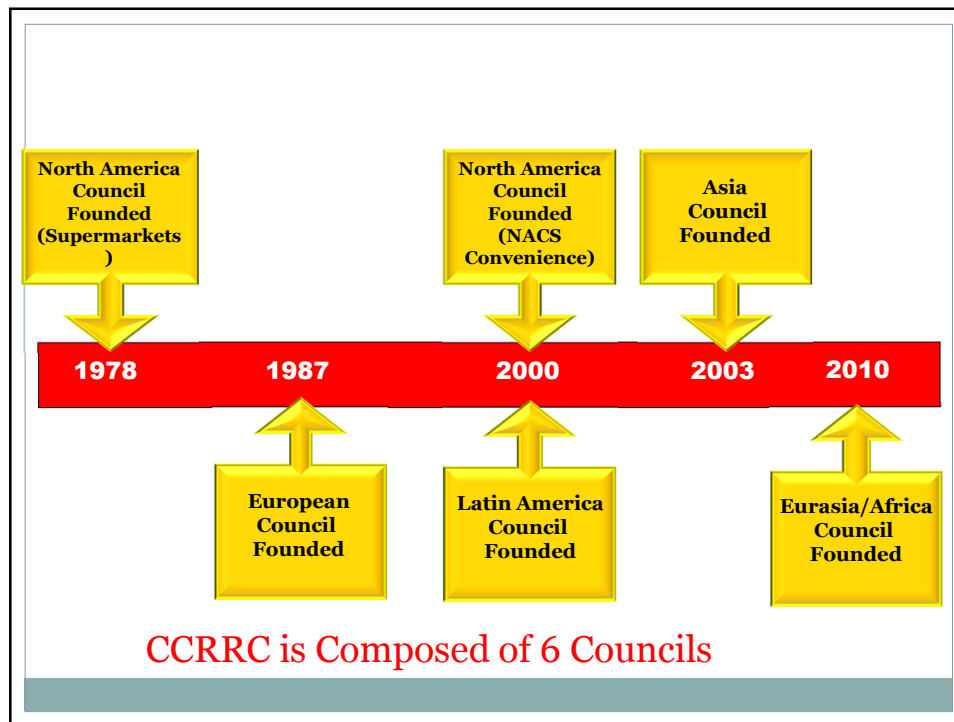 North America
Council
Founded
(Supermarkets
)
North America
Council
Founded
(NACS
Convenience)
Asia
Council
Founded
1978
1987
2000
2003
2010
European
Council
Founded
Latin America
Council
Founded
Eurasia/Africa
Council
Founded
CCRRC is Composed of 6 Councils